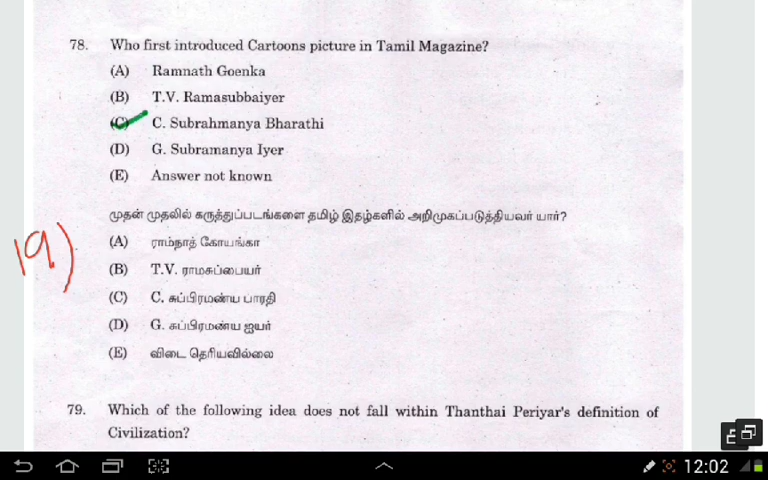 78. Who first introduced Cartoons picture in Tamil Magazine?
(A) Ramnath Goenka
(B) T.V. Ramasubbaiyer
(C) C. Subrahmanya Bharathi
(D) G. Subramanya Iyer
(E) Answer not known
முதன் முதலில் கருத்துப்படங்களை தமிழ் இதழ்களில் அறிமுகப்படுத்தியவர் யார்?
19)
(A) ராம்நாத் கோயங்கா
(B) T.V. ராமசுப்பையர்
(C) C. சுப்பிரமண்ய பாரதி
(D) G. சுப்பிரமண்ய ஐயர்
(E) விடை தெரியவில்லை
79. Which of the following idea does not fall within Thanthai Periyar's definition of
Civilization?
12:02